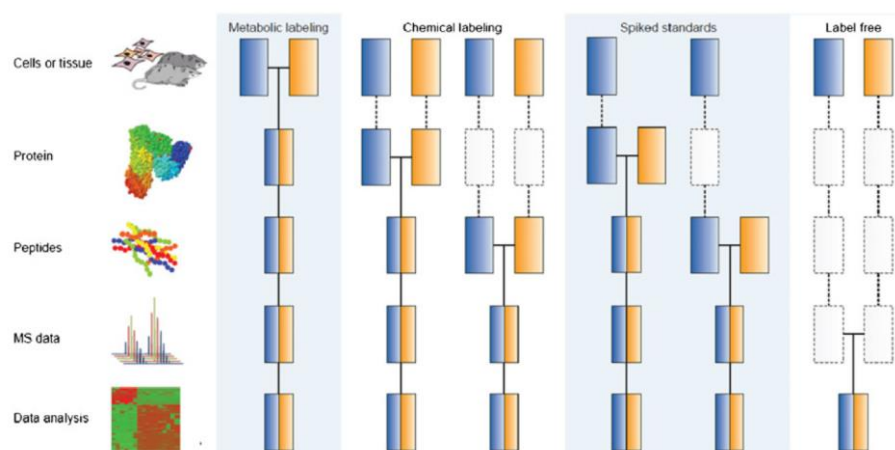 Metabolic labeling Chemical labeling Spiked standards Label free
Cells or tissue
Protein
Peptides
MS data
Data analysis